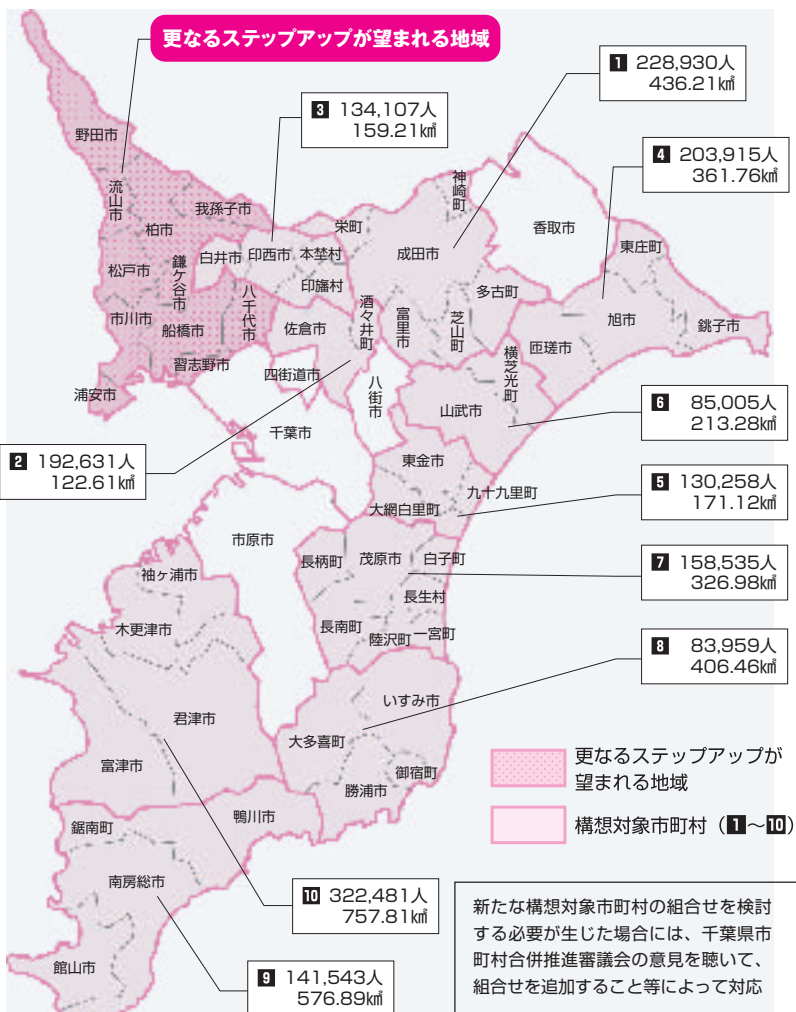 更なるステップアップが望まれる地域
1 228,930人
436.21㎢
3 134,107人
159.21㎢
4 203,915人
361.76㎢
野田市
流山市
柏市
我孫子市
松戸市
鎌ケ谷市
白井市
印西市
本埜村
印旛村
栄町
神崎町
成田市
香取市
東庄町
多古町
市川市
船橋市
八千代市
佐倉市
酒々井町
富里市
芝山町
旭市
銚子市
匝瑳市
習志野市
浦安市
四街道市
八街市
横芝光町
山武市
千葉市
6 85,005人
213.28㎢
2 192,631人
122.61㎢
東金市
九十九里町
大網白里町
5 130,258人
171.12㎢
市原市
長柄町
茂原市
白子町
長生村
7 158,535人
326.98㎢
袖ヶ浦市
木更津市
長南町
睦沢町
一宮町
8 83,959人
406.46㎢
いすみ市
君津市
大多喜町
富津市
御宿町
勝浦市
更なるステップアップが
望まれる地域
構想対象市町村（1～10）
鋸南町
鴨川市
南房総市
館山市
10 322,481人
757.81㎢
9 141,543人
576.89㎢
新たな構想対象市町村の組合せを検討
する必要が生じた場合には、千葉県市
町村合併推進審議会の意見を聴いて、
組合せを追加すること等によって対応